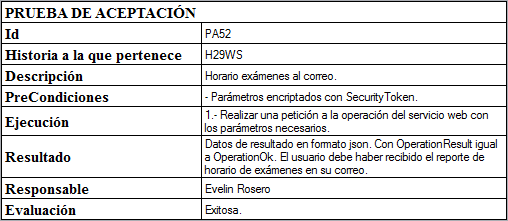 PRUEBA DE ACEPTACIÓN
Id PA52
Historia a la que pertenece H29WS
Descripción Horario exámenes al correo.
PreCondiciones - Parámetros encriptados con SecurityToken.
Ejecución 1.- Realizar una petición a la operación del servicio web con
los parámetros necesarios.
Resultado Datos de resultado en formato json. Con OperationResult igual
a OperationOk. El usuario debe haber recibido el reporte de
horario de exámenes en su correo.
Responsable Evelin Rosero
Evaluación Exitosa.